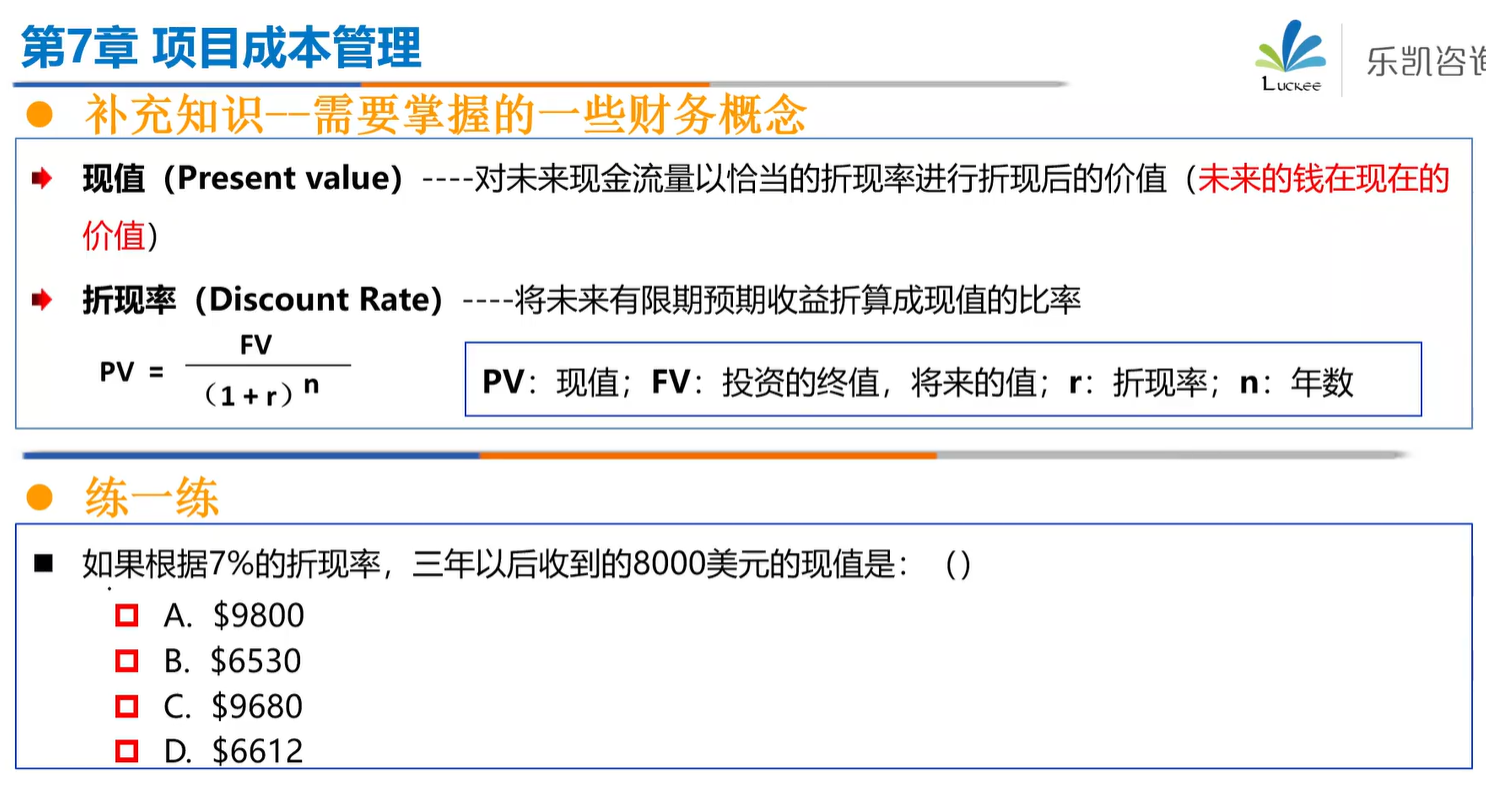 第7章 项目成本管理
Luckee
乐凯咨询
补充知识--需要掌握的一些财务概念
现值（Present value）----对未来现金流量以恰当的折现率进行折现后的价值（未来的钱在现在的
价值）
折现率（Discount Rate）----将未来有限期预期收益折算成现值的比率
PV = FV
（1 + r）n
PV：现值；FV：投资的终值，将来的值；r：折现率；n：年数
练一练
如果根据7%的折现率，三年以后收到的8000美元的现值是：（）
A. $9800
B. $6530
C. $9680
D. $6612